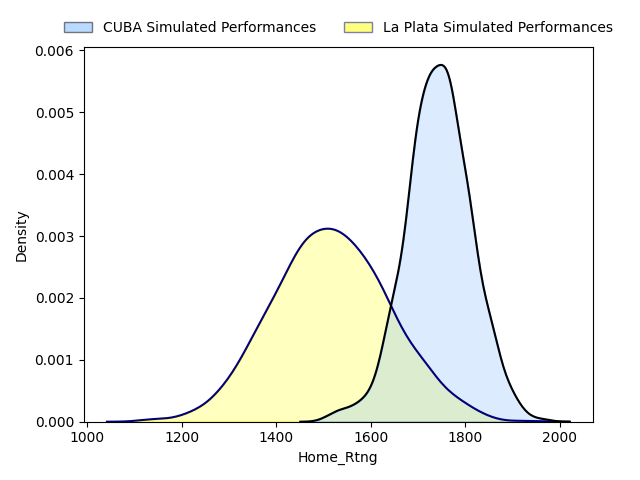 CUBA Simulated Performances
La Plata Simulated Performances
0.006
0.005
0.004
0.003
0.002
0.001
0.000
Density
1000 1200 1400 1600 1800 2000
Home_Rtng